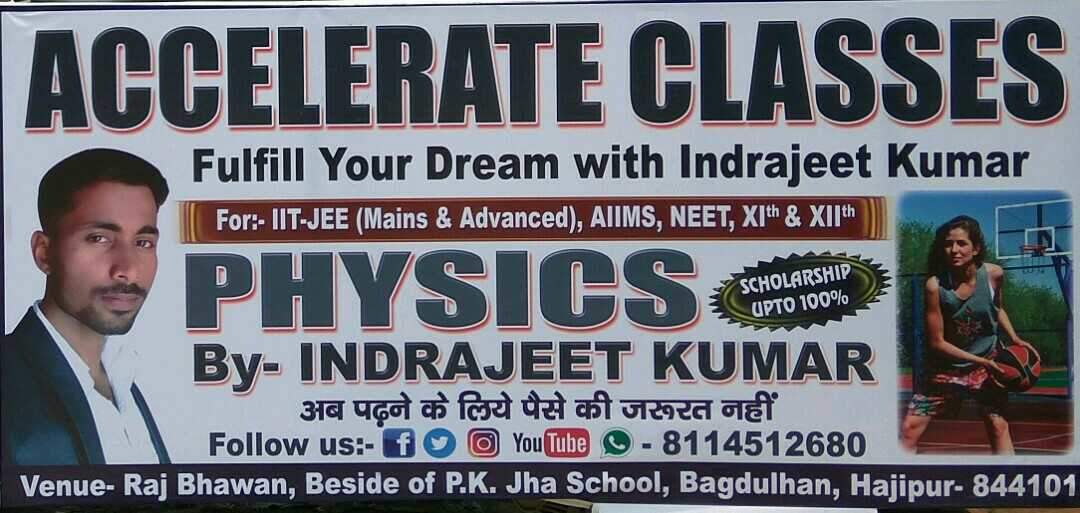 ACCELERATE CLASSES
Fulfill Your Dream with Indrajeet Kumar
For:- IIT-JEE (Mains & Advanced), AIIMS, NEET, XIth & XIIth
PHYSICS
SCHOLARSHIP
UPTO 100%
By- INDRAJEET KUMAR
अब पढ़ने के लिये पैसे की जरूरत नहीं
Follow us:- f YouTube - 8114512680
Venue- Raj Bhawan, Beside of P.K. Jha School, Bagdulhan, Hajipur- 844101